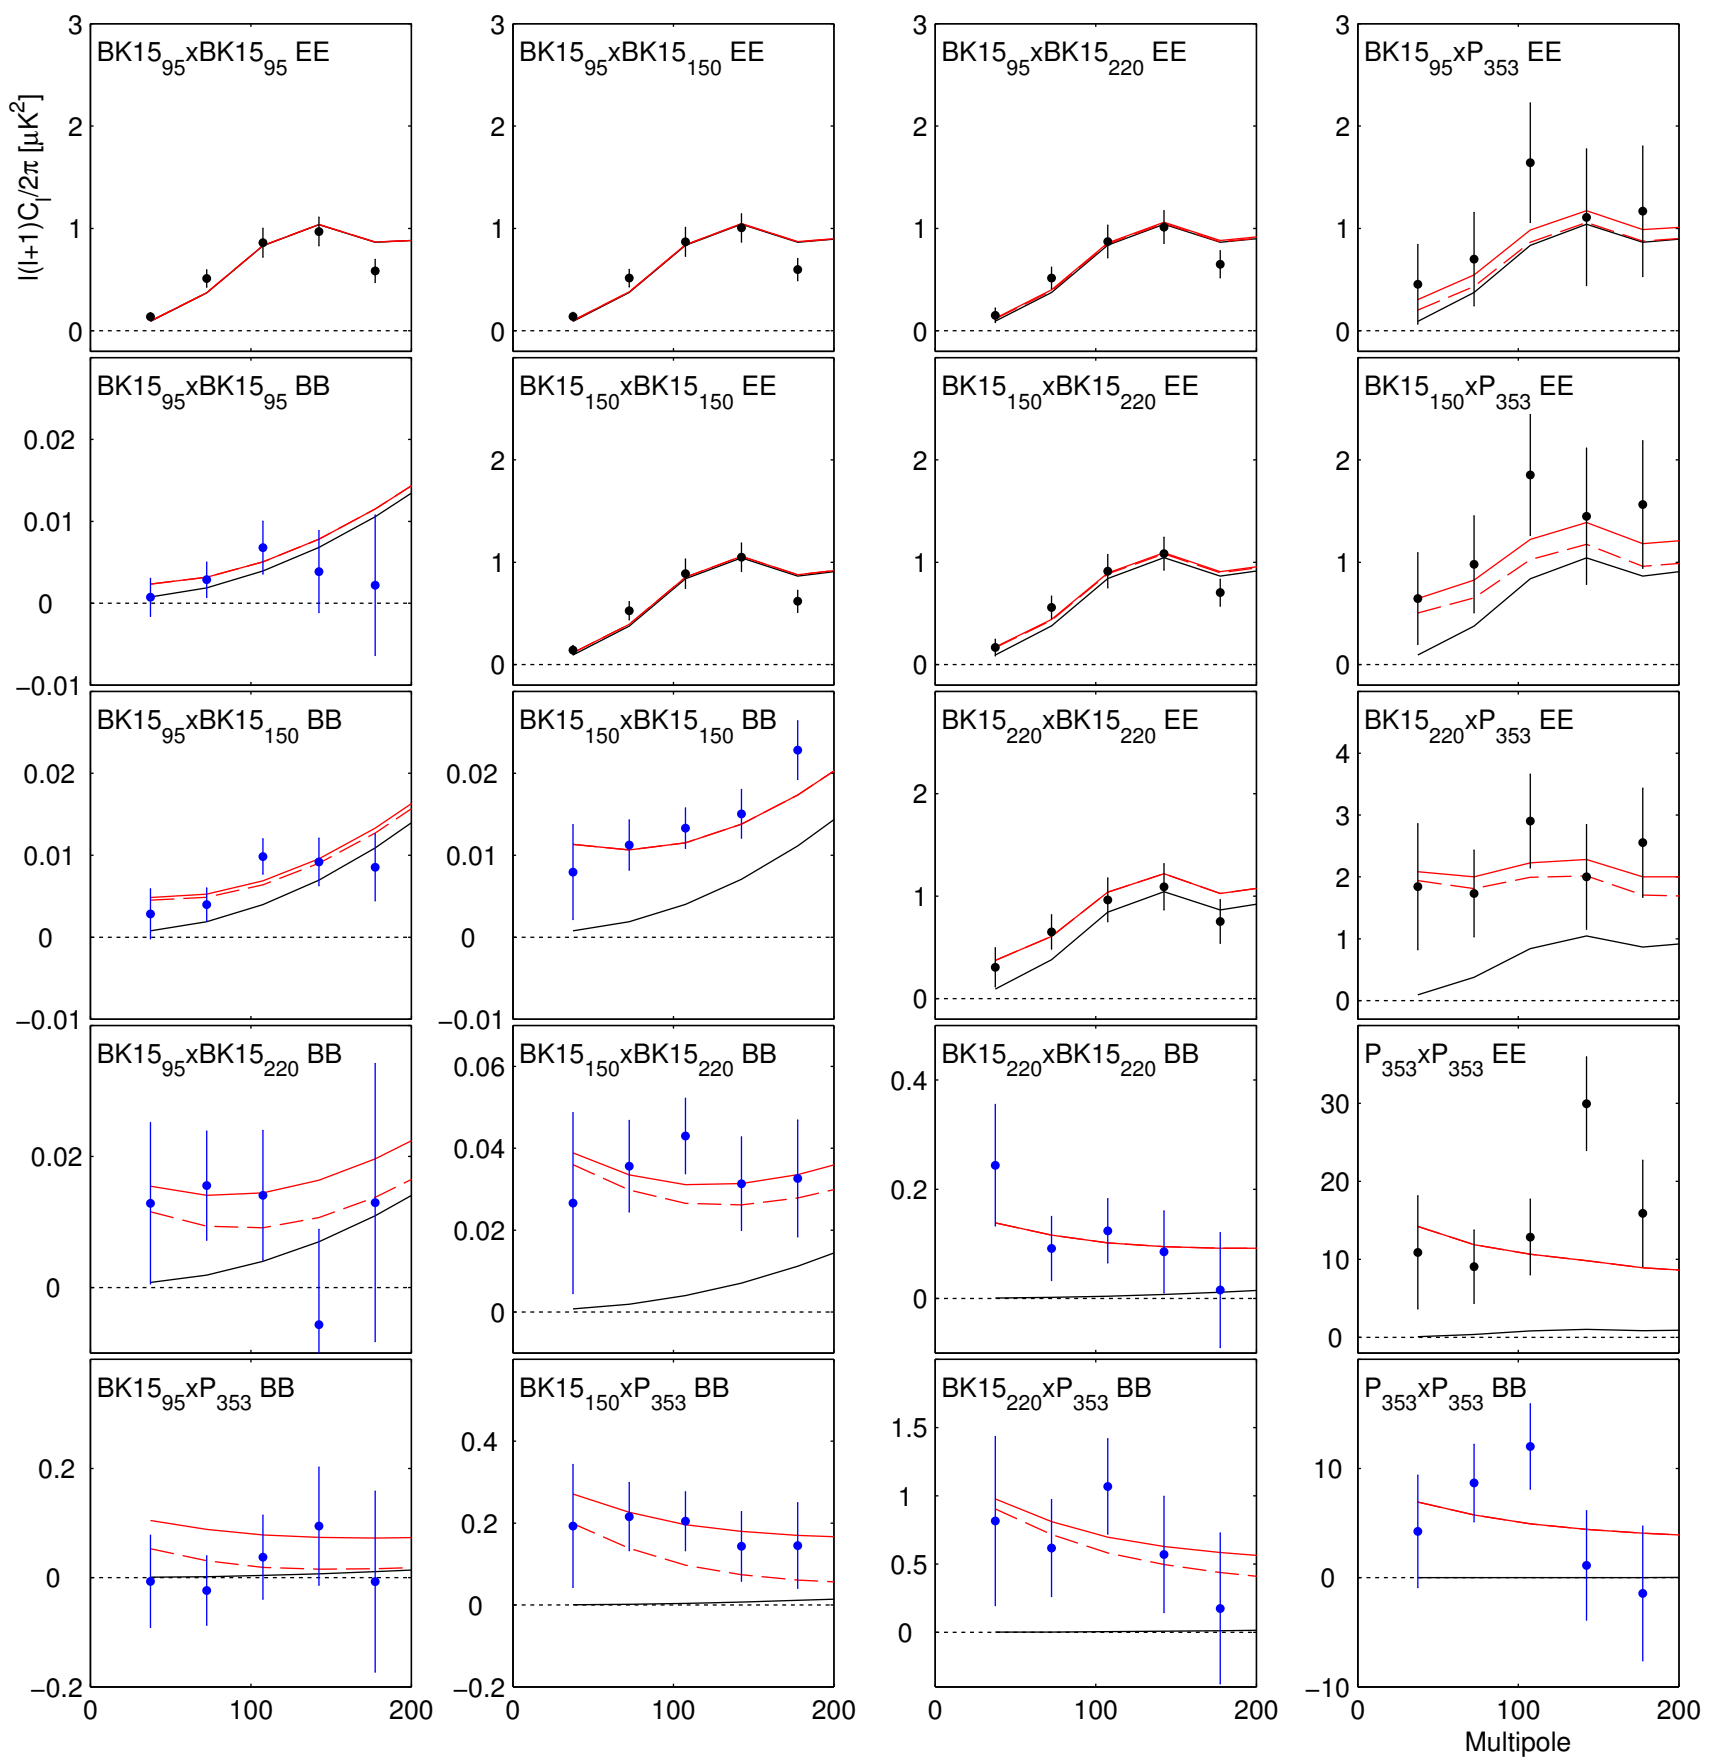 BK15₉₅xBK15₉₅ EE
BK15₉₅xBK15₁₅₀ EE
BK15₉₅xBK15₂₂₀ EE
BK15₉₅xP₃₅₃ EE
l(l+1)C_l/2π [μK²]
3
2
1
0
3
2
1
0
3
2
1
0
3
2
1
0
BK15₉₅xBK15₉₅ BB
BK15₁₅₀xBK15₁₅₀ EE
BK15₁₅₀xBK15₂₂₀ EE
BK15₁₅₀xP₃₅₃ EE
0.02
0.01
0
−0.01
2
1
0
2
1
0
2
1
0
BK15₉₅xBK15₁₅₀ BB
BK15₁₅₀xBK15₁₅₀ BB
BK15₂₂₀xBK15₂₂₀ EE
BK15₂₂₀xP₃₅₃ EE
0.02
0.01
0
−0.01
0.02
0.01
0
−0.01
2
1
0
4
3
2
1
0
BK15₉₅xBK15₂₂₀ BB
BK15₁₅₀xBK15₂₂₀ BB
BK15₂₂₀xBK15₂₂₀ BB
P₃₅₃xP₃₅₃ EE
0.02
0
0.06
0.04
0.02
0
0.4
0.2
0
30
20
10
0
BK15₉₅xP₃₅₃ BB
BK15₁₅₀xP₃₅₃ BB
BK15₂₂₀xP₃₅₃ BB
P₃₅₃xP₃₅₃ BB
0.2
0
−0.2
0.4
0.2
0
−0.2
1.5
1
0.5
0
10
0
−10
0 100 200
0 100 200
0 100 200
0 100 200
Multipole